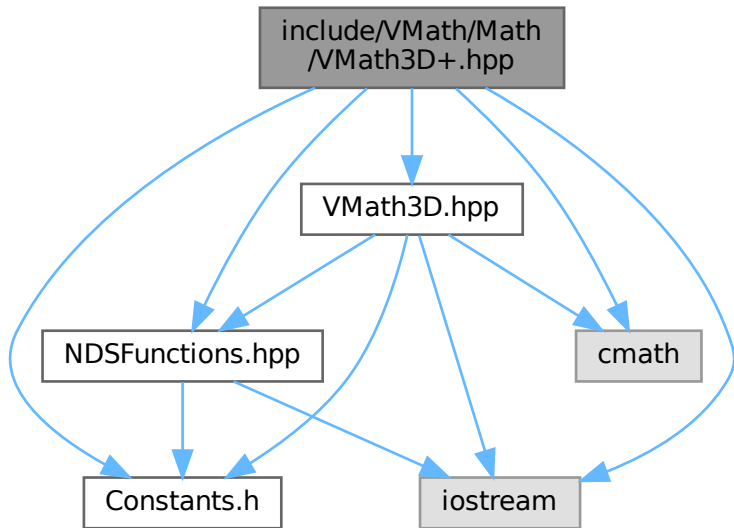 include/VMath/Math
/VMath3D+.hpp
VMath3D.hpp
NDSFunctions.hpp
cmath
Constants.h
iostream